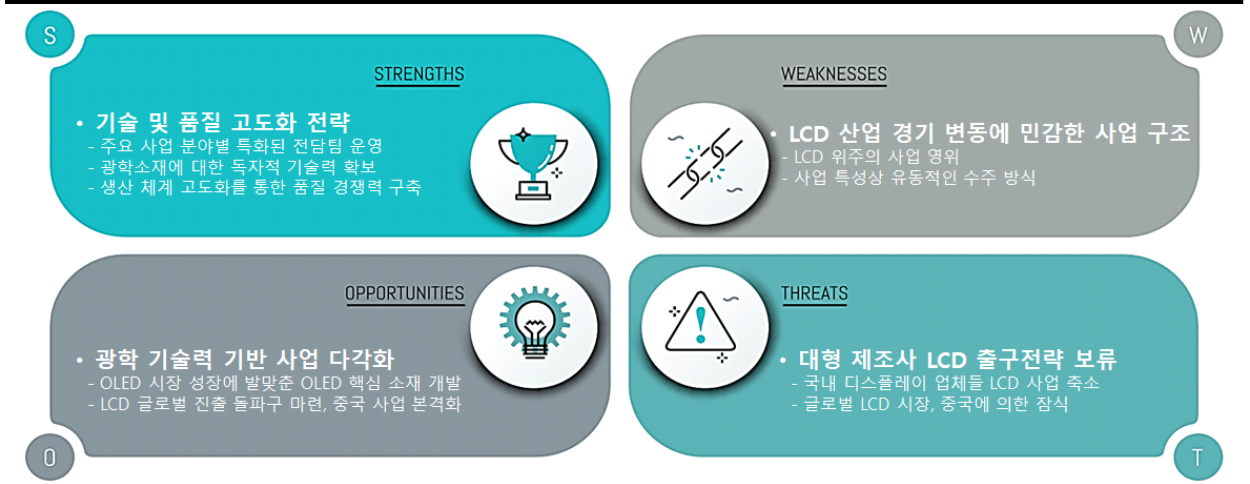 S
STRENGTHS
• 기술 및 품질 고도화 전략
- 주요 사업 분야별 특화된 전담팀 운영
- 광학소재에 대한 독자적 기술력 확보
- 생산 체계 고도화를 통한 품질 경쟁력 구축
W
WEAKNESSES
• LCD 산업 경기 변동에 민감한 사업 구조
- LCD 위주의 사업 영위
- 사업 특성상 유동적인 수주 방식
OPPORTUNITIES
• 광학 기술력 기반 사업 다각화
- OLED 시장 성장에 발맞춘 OLED 핵심 소재 개발
- LCD 글로벌 진출 돌파구 마련, 중국 사업 본격화
O
THREATS
• 대형 제조사 LCD 출구전략 보류
- 국내 디스플레이 업체들 LCD 사업 축소
- 글로벌 LCD 시장, 중국에 의한 잠식
T